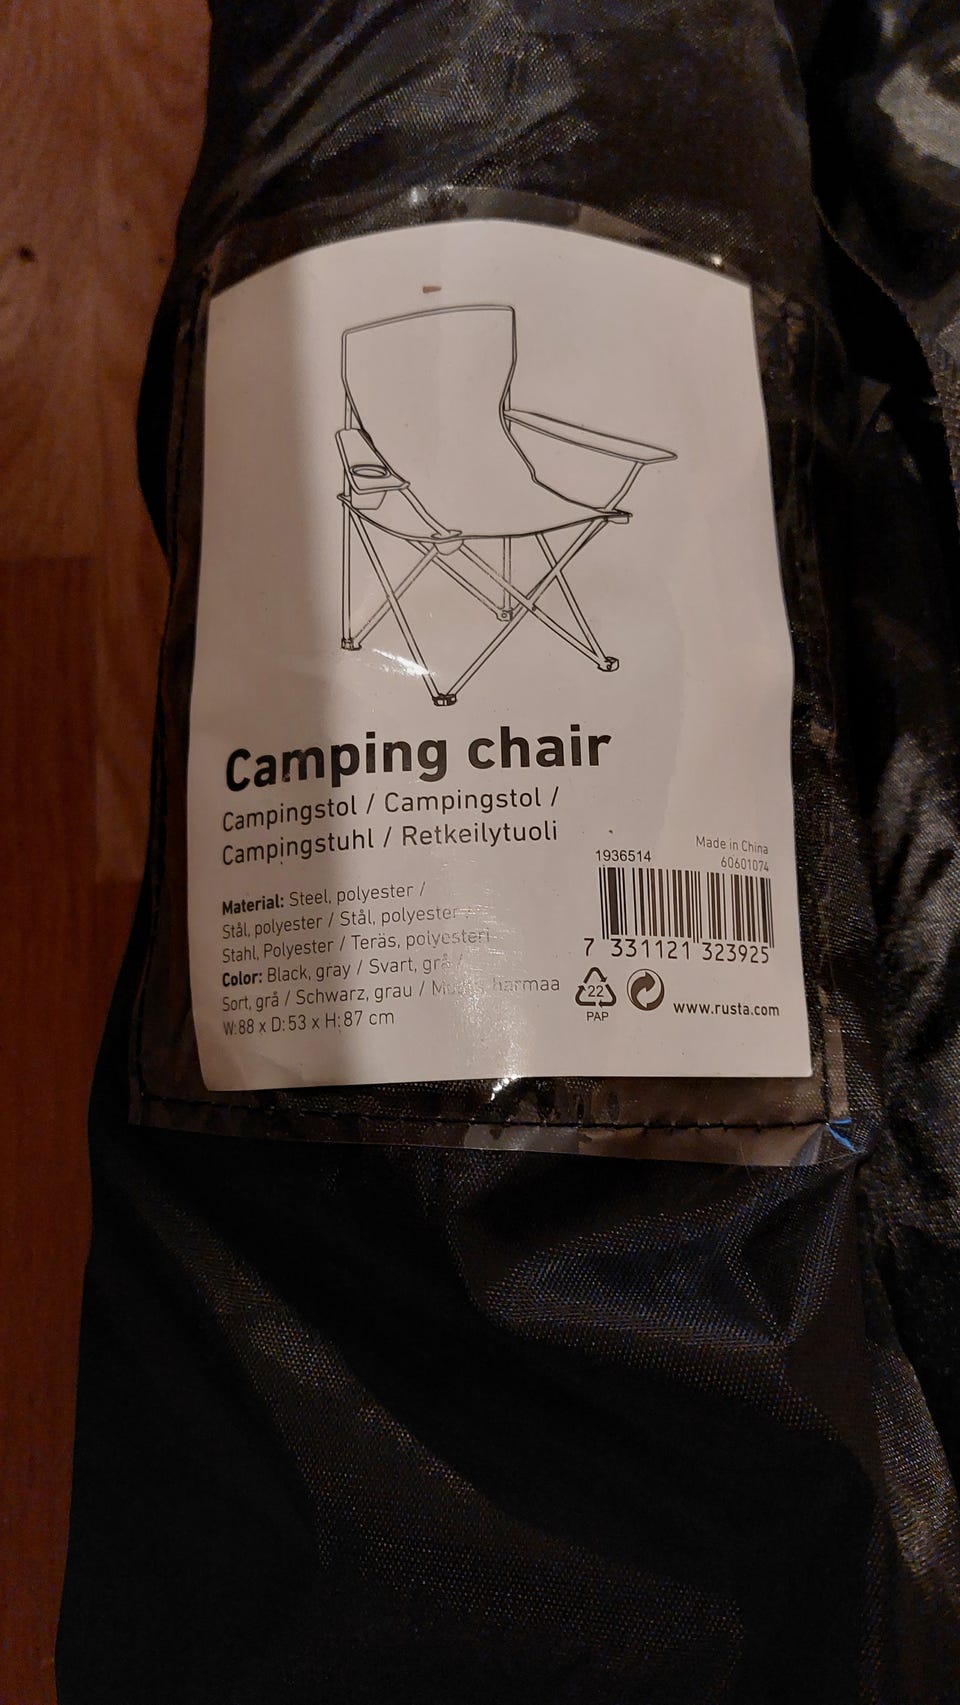 Camping chair
Campingstol / Campingstol /
Campingstuhl / Retkeilytuoli
Material: Steel, polyester /
Stål, polyester / Stål, polyester
Stahl, Polyester / Teräs, polyesteri
Color: Black, gray / Svart, grå /
Sort, grå / Schwarz, grau / harmaa
W:88 x D:53 x H:87 cm
Made in China
60601074
1936514
7 331121 323925
22
PAP
www.rusta.com